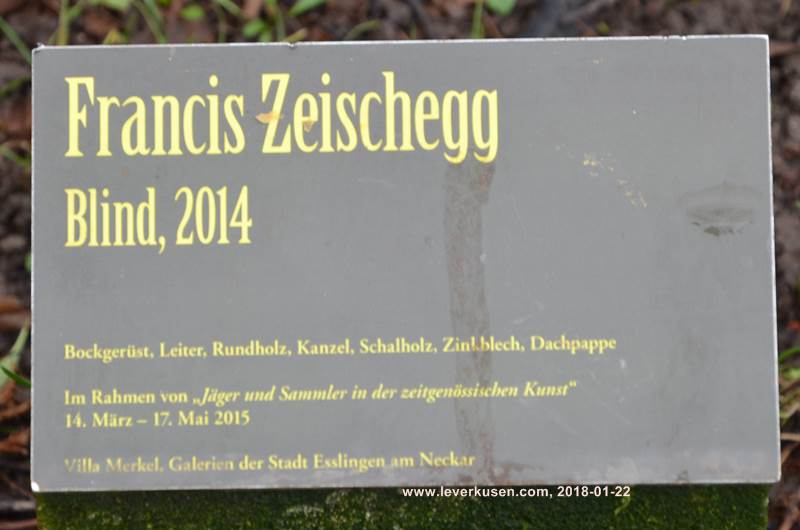 Francis Zeischegg
Blind, 2014
Bockgerüst, Leiter, Rundholz, Kanzel, Schalholz, Zinkblech, Dachpappe
Im Rahmen von „Jäger und Sammler in der zeitgenössischen Kunst“
14. März – 17. Mai 2015
Villa Merkel, Galerien der Stadt Esslingen am Neckar
www.leverkusen.com, 2018-01-22